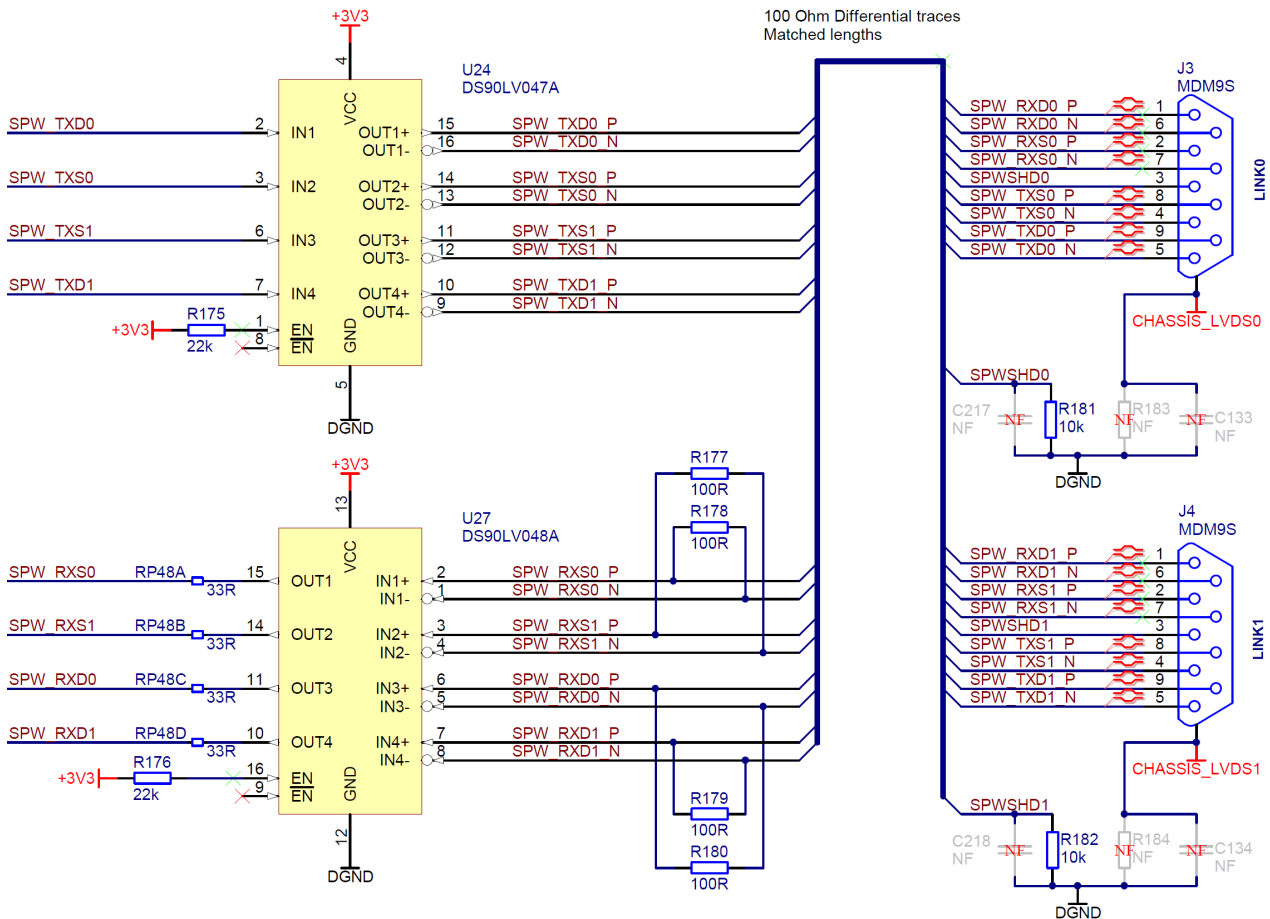 100 Ohm Differential traces
Matched lengths
+3V3
4
U24
DS90LV047A
VCC
SPW_TXD0
2
IN1
OUT1+
15
SPW_TXD0_P
OUT1-
16
SPW_TXD0_N
SPW_TXS0
3
IN2
OUT2+
14
SPW_TXS0_P
OUT2-
13
SPW_TXS0_N
SPW_TXS1
6
IN3
OUT3+
11
SPW_TXS1_P
OUT3-
12
SPW_TXS1_N
SPW_TXD1
7
IN4
OUT4+
10
SPW_TXD1_P
OUT4-
9
SPW_TXD1_N
+3V3
R175
22k
1
EN
8
EN
GND
5
DGND
J3
MDM9S
SPW_RXD0_P
1
SPW_RXD0_N
6
SPW_RXS0_P
2
SPW_RXS0_N
7
SPWSHD0
3
SPW_TXS0_P
8
SPW_TXS0_N
4
SPW_TXD0_P
9
SPW_TXD0_N
5
LINK0
CHASSIS_LVDS0
SPWSHD0
C217
NF
NF
R181
10k
NF
R183
NF
NF
C133
NF
DGND
+3V3
13
U27
DS90LV048A
VCC
R177
100R
R178
100R
SPW_RXS0
RP48A
33R
15
OUT1
IN1+
2
SPW_RXS0_P
IN1-
1
SPW_RXS0_N
SPW_RXS1
RP48B
33R
14
OUT2
IN2+
3
SPW_RXS1_P
IN2-
4
SPW_RXS1_N
SPW_RXD0
RP48C
33R
11
OUT3
IN3+
6
SPW_RXD0_P
IN3-
5
SPW_RXD0_N
SPW_RXD1
RP48D
33R
10
OUT4
IN4+
7
SPW_RXD1_P
IN4-
8
SPW_RXD1_N
+3V3
R176
22k
16
EN
9
EN
GND
12
DGND
R179
100R
R180
100R
J4
MDM9S
SPW_RXD1_P
1
SPW_RXD1_N
6
SPW_RXS1_P
2
SPW_RXS1_N
7
SPWSHD1
3
SPW_TXS1_P
8
SPW_TXS1_N
4
SPW_TXD1_P
9
SPW_TXD1_N
5
LINK1
CHASSIS_LVDS1
SPWSHD1
C218
NF
NF
R182
10k
NF
R184
NF
NF
C134
NF
DGND